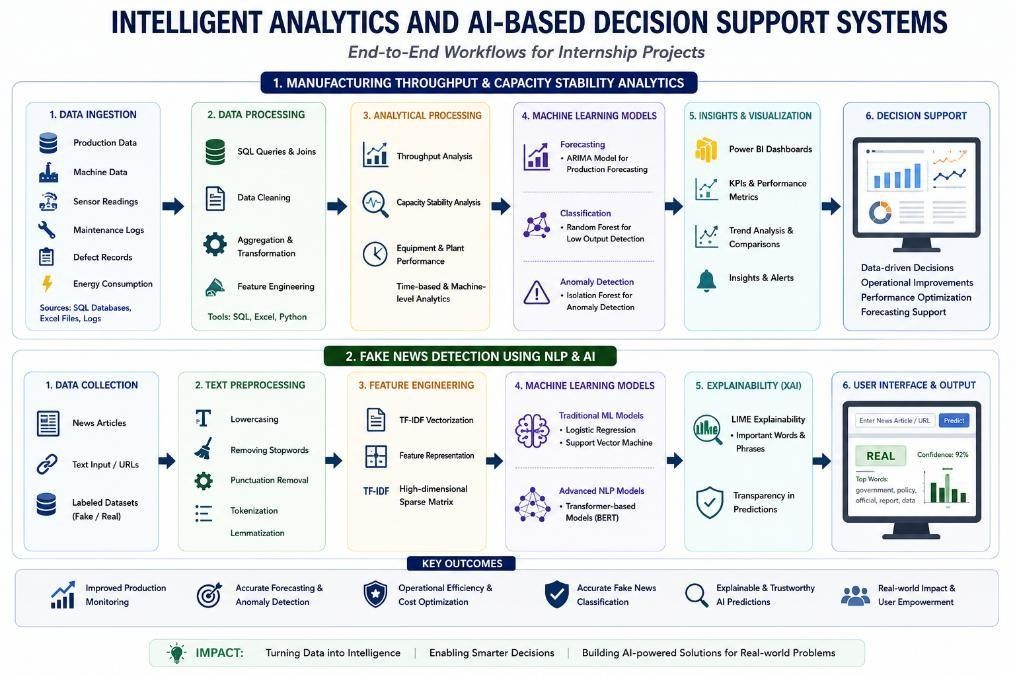 INTELLIGENT ANALYTICS AND AI-BASED DECISION SUPPORT SYSTEMS
End-to-End Workflows for Internship Projects
1. MANUFACTURING THROUGHPUT & CAPACITY STABILITY ANALYTICS
1. DATA INGESTION
Production Data
Machine Data
Sensor Readings
Maintenance Logs
Defect Records
Energy Consumption
Sources: SQL Databases,
Excel Files, Logs
2. DATA PROCESSING
SQL Queries & Joins
Data Cleaning
Aggregation &
Transformation
Feature Engineering
Tools: SQL, Excel, Python
3. ANALYTICAL PROCESSING
Throughput Analysis
Capacity Stability Analysis
Equipment & Plant
Performance
Time-based & Machine-
level Analytics
4. MACHINE LEARNING MODELS
Forecasting
• ARIMA Model for
Production Forecasting
Classification
• Random Forest for
Low Output Detection
Anomaly Detection
• Isolation Forest for
Anomaly Detection
5. INSIGHTS & VISUALIZATION
Power BI Dashboards
KPIs & Performance
Metrics
Trend Analysis &
Comparisons
Insights & Alerts
6. DECISION SUPPORT
Data-driven Decisions
Operational Improvements
Performance Optimization
Forecasting Support
2. FAKE NEWS DETECTION USING NLP & AI
1. DATA COLLECTION
News Articles
Text Input / URLs
Labeled Datasets
(Fake / Real)
2. TEXT PREPROCESSING
T
Lowercasing
Removing Stopwords
Punctuation Removal
Tokenization
Lemmatization
3. FEATURE ENGINEERING
TF-IDF Vectorization
Feature Representation
TF-IDF
High-dimensional
Sparse Matrix
4. MACHINE LEARNING MODELS
Traditional ML Models
• Logistic Regression
• Support Vector Machine
Advanced NLP Models
• Transformer-based
Models (BERT)
5. EXPLAINABILITY (XAI)
LIME Explainability
• Important Words &
Phrases
Transparency in
Predictions
6. USER INTERFACE & OUTPUT
Enter News Article / URL
Predict
REAL
Confidence: 92%
Top Words:
government, policy,
official, report, data
KEY OUTCOMES
Improved Production
Monitoring
Accurate Forecasting &
Anomaly Detection
Operational Efficiency &
Cost Optimization
Accurate Fake News
Classification
Explainable & Trustworthy
AI Predictions
Real-world Impact &
User Empowerment
IMPACT: Turning Data into Intelligence | Enabling Smarter Decisions | Building AI-powered Solutions for Real-world Problems